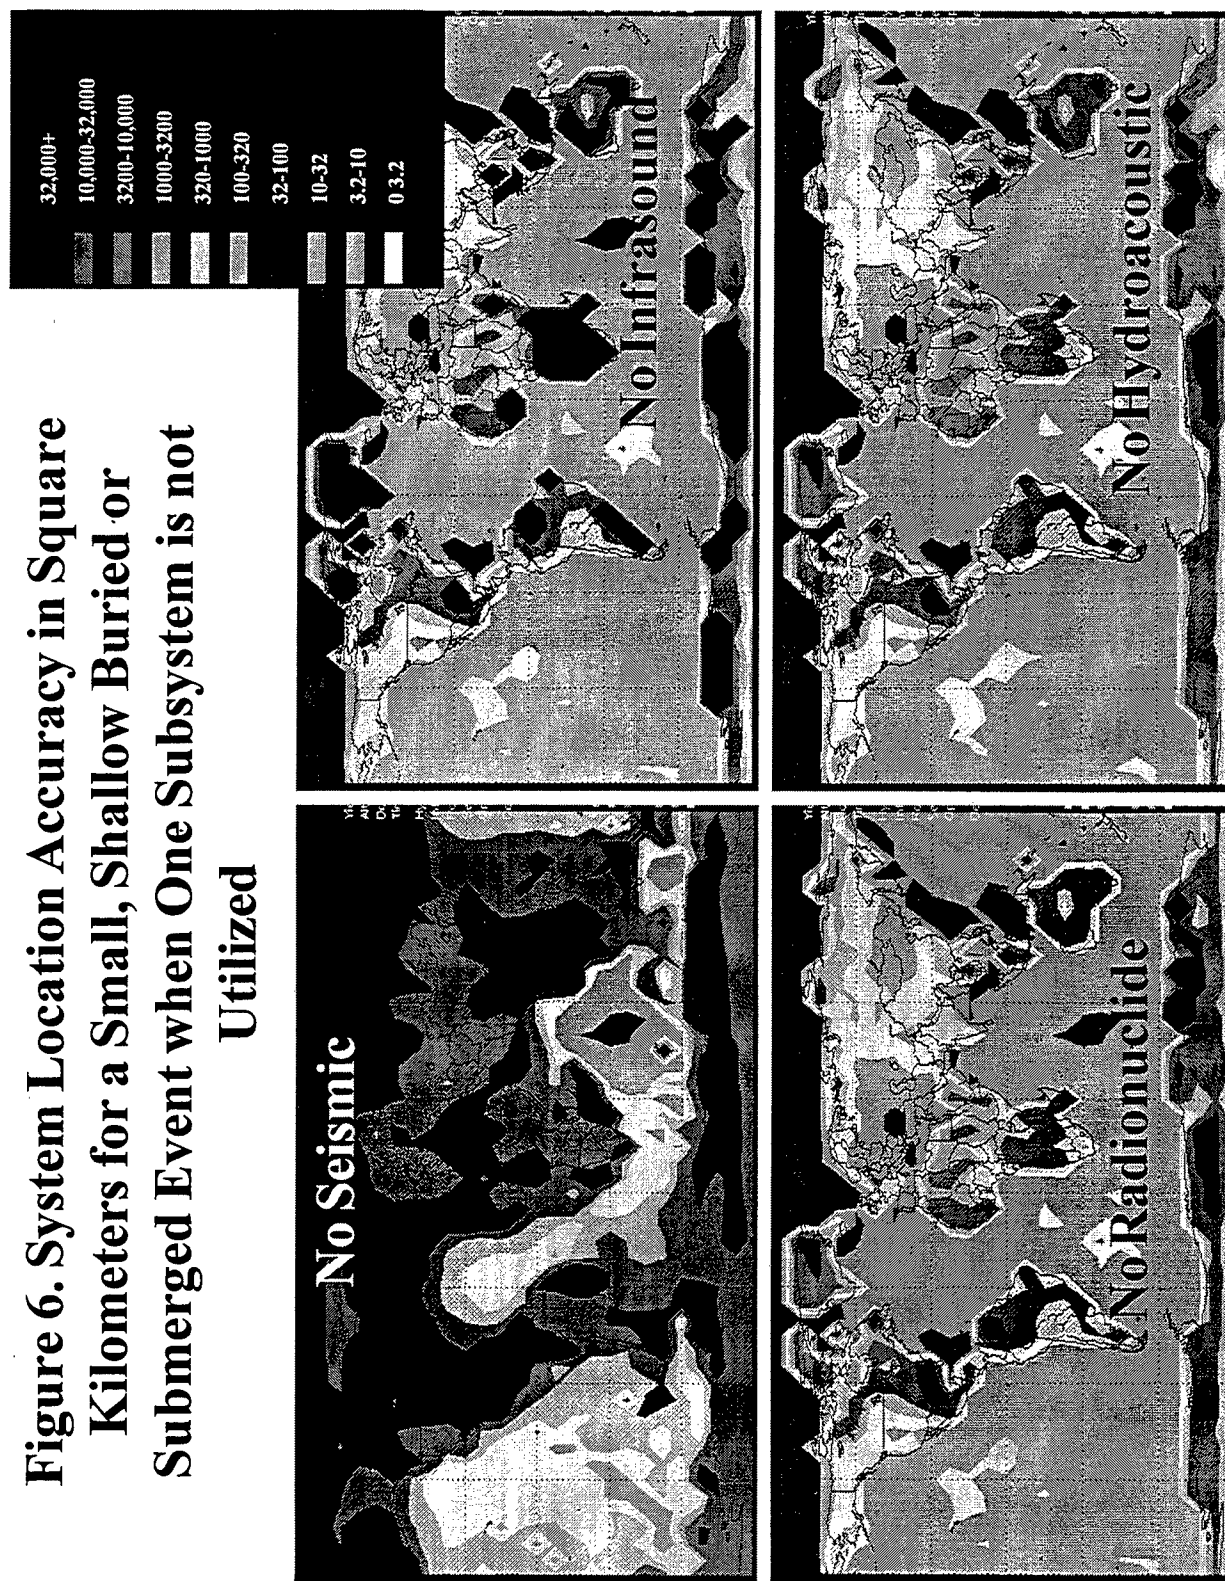 Figure 6. System Location Accuracy in Square
Kilometers for a Small, Shallow Buried or
Submerged Event when One Subsystem is not
Utilized
32,000+
10,000-32,000
3200-10,000
1000-3200
320-1000
100-320
32-100
10-32
3.2-10
0 3.2
No Seismic
No Infrasound
No Radionuclide
No Hydroacoustic